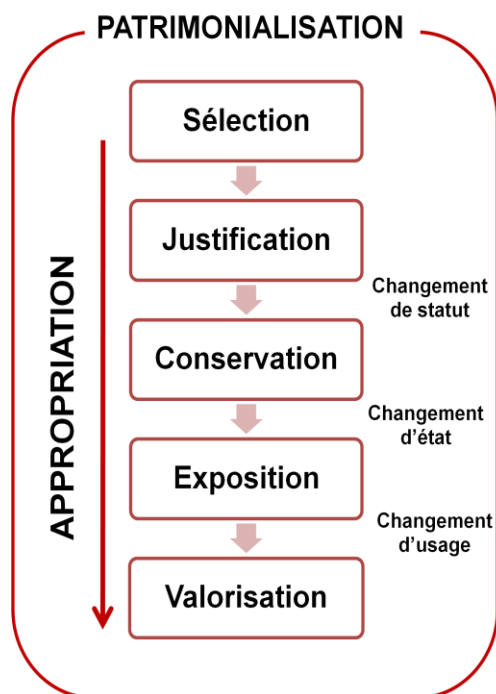 PATRIMONIALISATION
APPROPRIATION
Sélection
Justification
Changement
de statut
Conservation
Changement
d'état
Exposition
Changement
d'usage
Valorisation